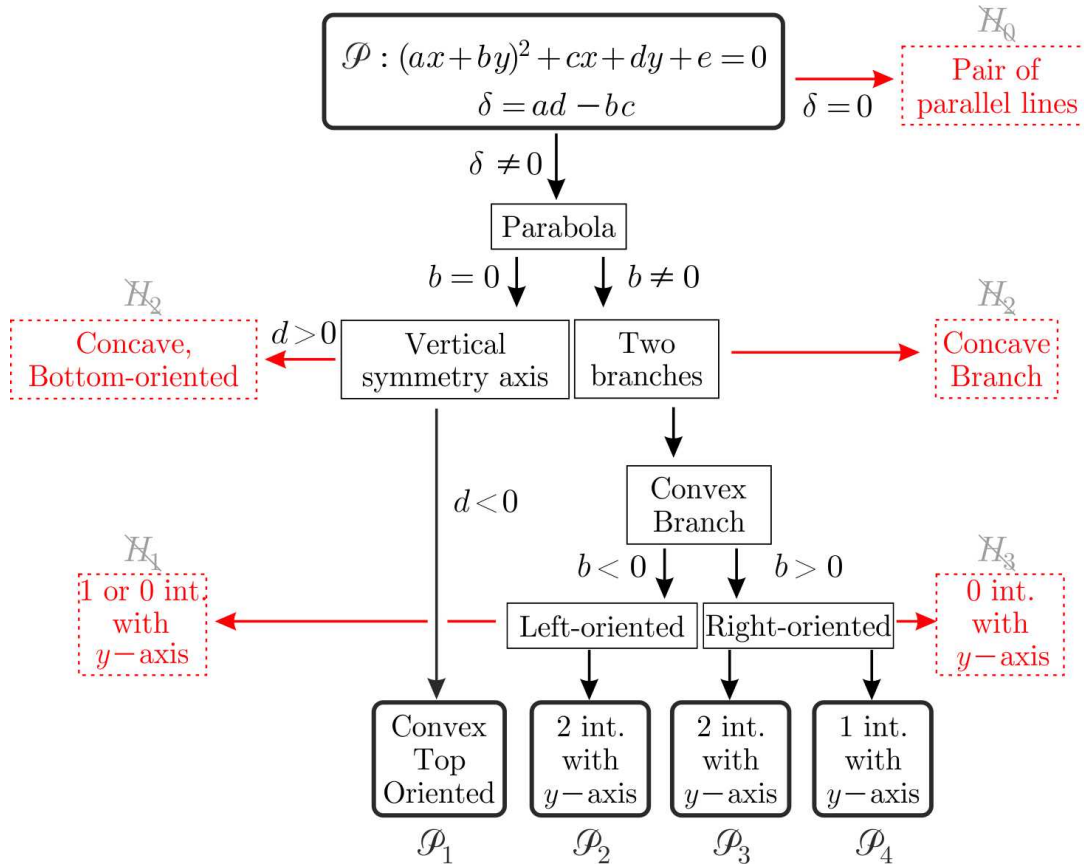 H₀
𝒫 : (ax+by)²+cx+dy+e=0
δ=ad−bc
δ=0
Pair of
parallel lines
δ ≠0
Parabola
b=0
b≠0
H₂
H₂
d>0
Concave,
Bottom-oriented
Vertical
symmetry axis
Two
branches
Concave
Branch
d<0
Convex
Branch
H₁
b<0
b>0
H₃
1 or 0 int.
with
y−axis
Left-oriented
Right-oriented
0 int.
with
y−axis
Convex
Top
Oriented
2 int.
with
y−axis
2 int.
with
y−axis
1 int.
with
y−axis
𝒫₁
𝒫₂
𝒫₃
𝒫₄